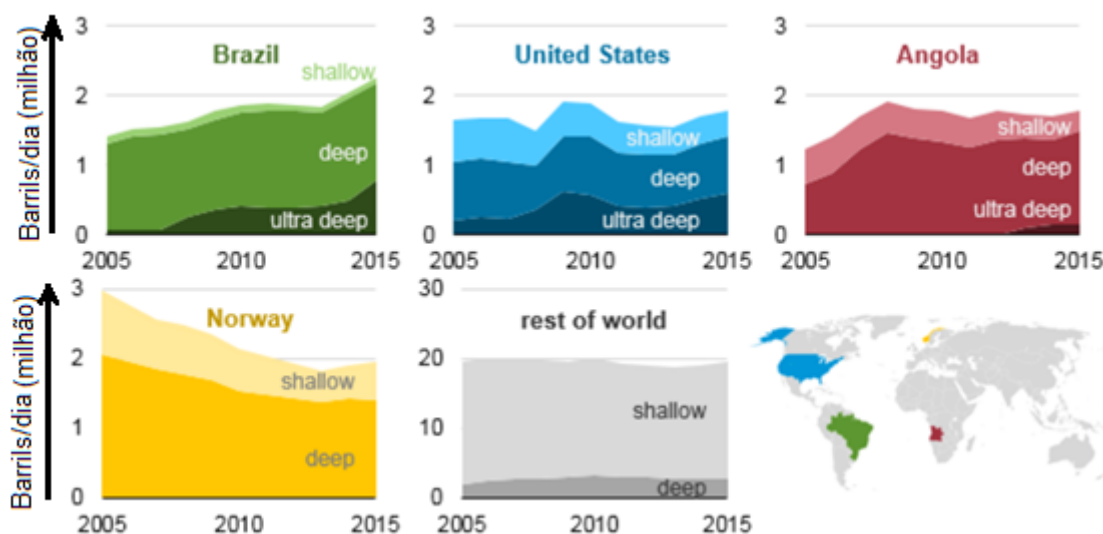 Barrils/dia (milhão)
3
2
1
0
Brazil
shallow
deep
ultra deep
2005
2010
2015
3
2
1
0
United States
shallow
deep
ultra deep
2005
2010
2015
3
2
1
0
Angola
shallow
deep
ultra deep
2005
2010
2015
Barrils/dia (milhão)
3
2
1
0
Norway
shallow
deep
2005
2010
2015
30
20
10
0
rest of world
shallow
deep
2005
2010
2015